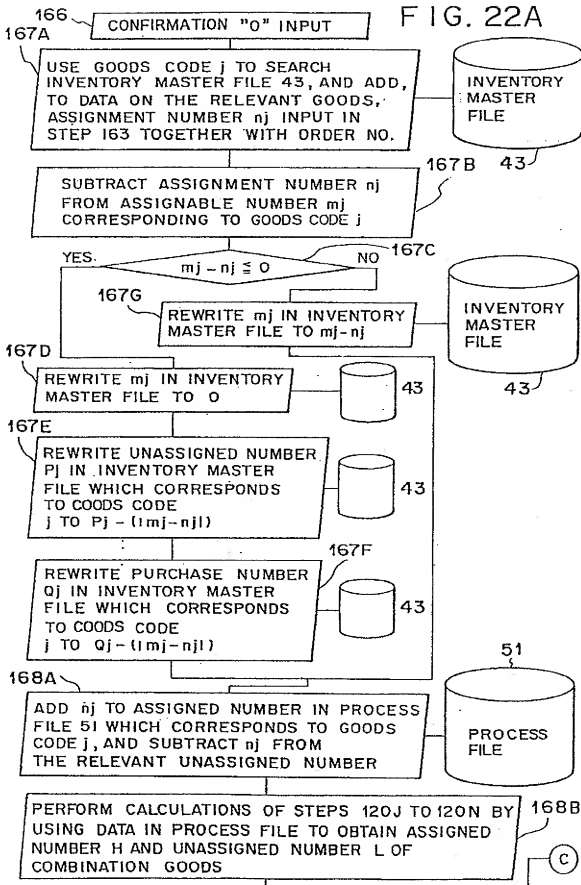 FIG. 22A
166
CONFIRMATION "O" INPUT
167A
USE GOODS CODE j TO SEARCH
INVENTORY MASTER FILE 43, AND ADD,
TO DATA ON THE RELEVANT GOODS,
ASSIGNMENT NUMBER nj INPUT IN
STEP 163 TOGETHER WITH ORDER NO.
INVENTORY
MASTER
FILE
43
167B
SUBTRACT ASSIGNMENT NUMBER nj
FROM ASSIGNABLE NUMBER mj
CORRESPONDING TO GOODS CODE j
167C
YES
mj - nj ≦ 0
NO
167G
REWRITE mj IN INVENTORY
MASTER FILE TO mj-nj
INVENTORY
MASTER
FILE
43
167D
REWRITE mj IN INVENTORY
MASTER FILE TO 0
43
167E
REWRITE UNASSIGNED NUMBER
Pj IN INVENTORY MASTER
FILE WHICH CORRESPONDS
TO COODS CODE
j TO Pj-(|mj-nj|)
43
167F
REWRITE PURCHASE NUMBER
Qj IN INVENTORY MASTER
FILE WHICH CORRESPONDS
TO COODS CODE
j TO Qj-(|mj-nj|)
43
168A
ADD nj TO ASSIGNED NUMBER IN PROCESS
FILE 51 WHICH CORRESPONDS TO GOODS
CODE j, AND SUBTRACT nj FROM
THE RELEVANT UNASSIGNED NUMBER
51
PROCESS
FILE
168B
PERFORM CALCULATIONS OF STEPS 120J TO 120N BY
USING DATA IN PROCESS FILE TO OBTAIN ASSIGNED
NUMBER H AND UNASSIGNED NUMBER L OF
COMBINATION GOODS
C